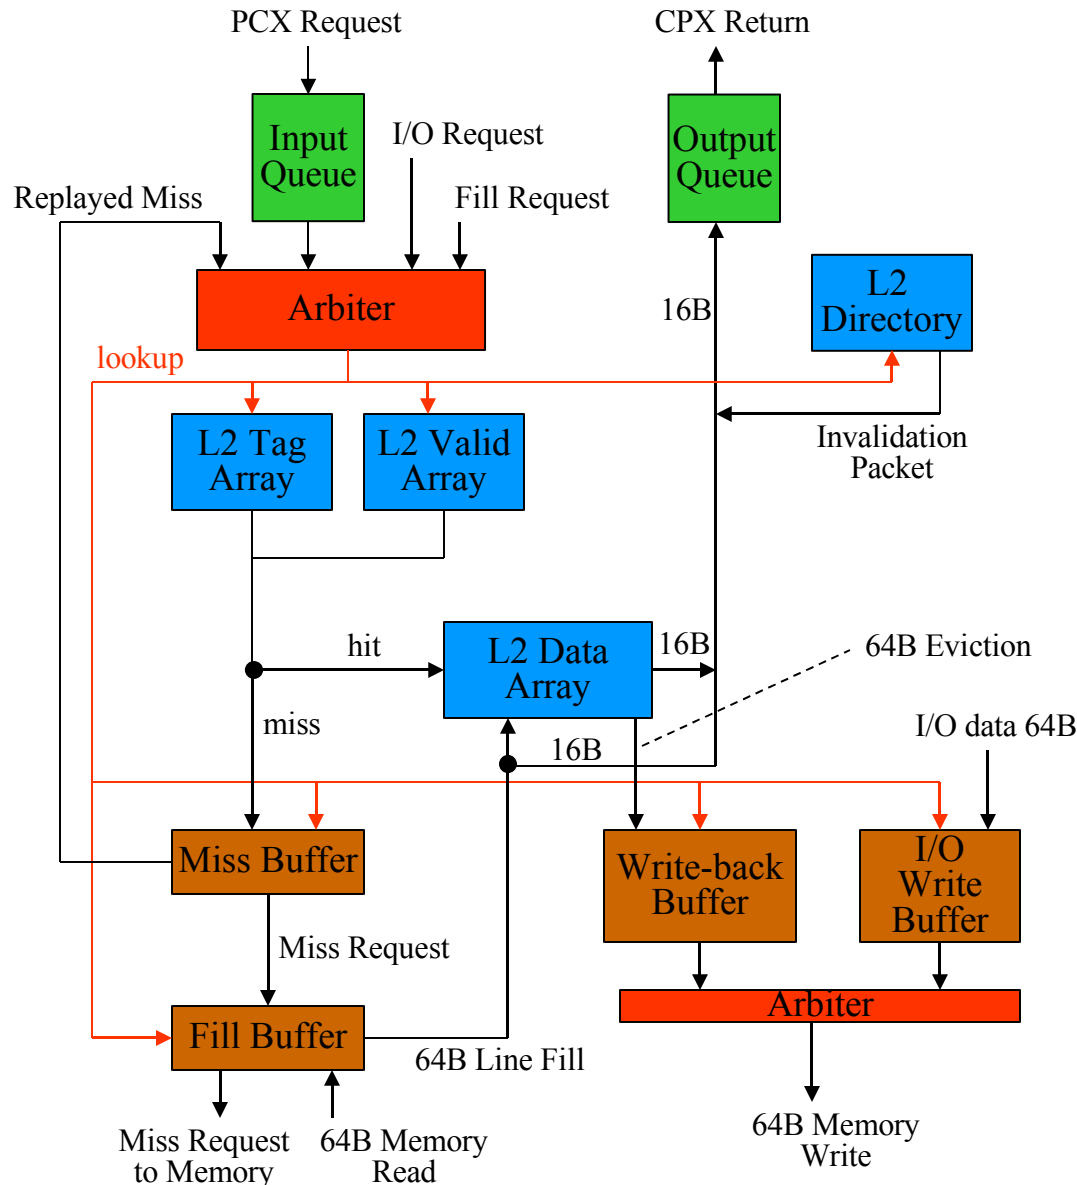 PCX Request
CPX Return
Input
Queue
I/O Request
Output
Queue
Replayed Miss
Fill Request
Arbiter
16B
L2
Directory
lookup
L2 Tag
Array
L2 Valid
Array
Invalidation
Packet
hit
L2 Data
Array
16B
64B Eviction
miss
16B
I/O data 64B
Miss Buffer
Write-back
Buffer
I/O
Write
Buffer
Miss Request
Arbiter
Fill Buffer
64B Line Fill
Miss Request
to Memory
64B Memory
Read
64B Memory
Write